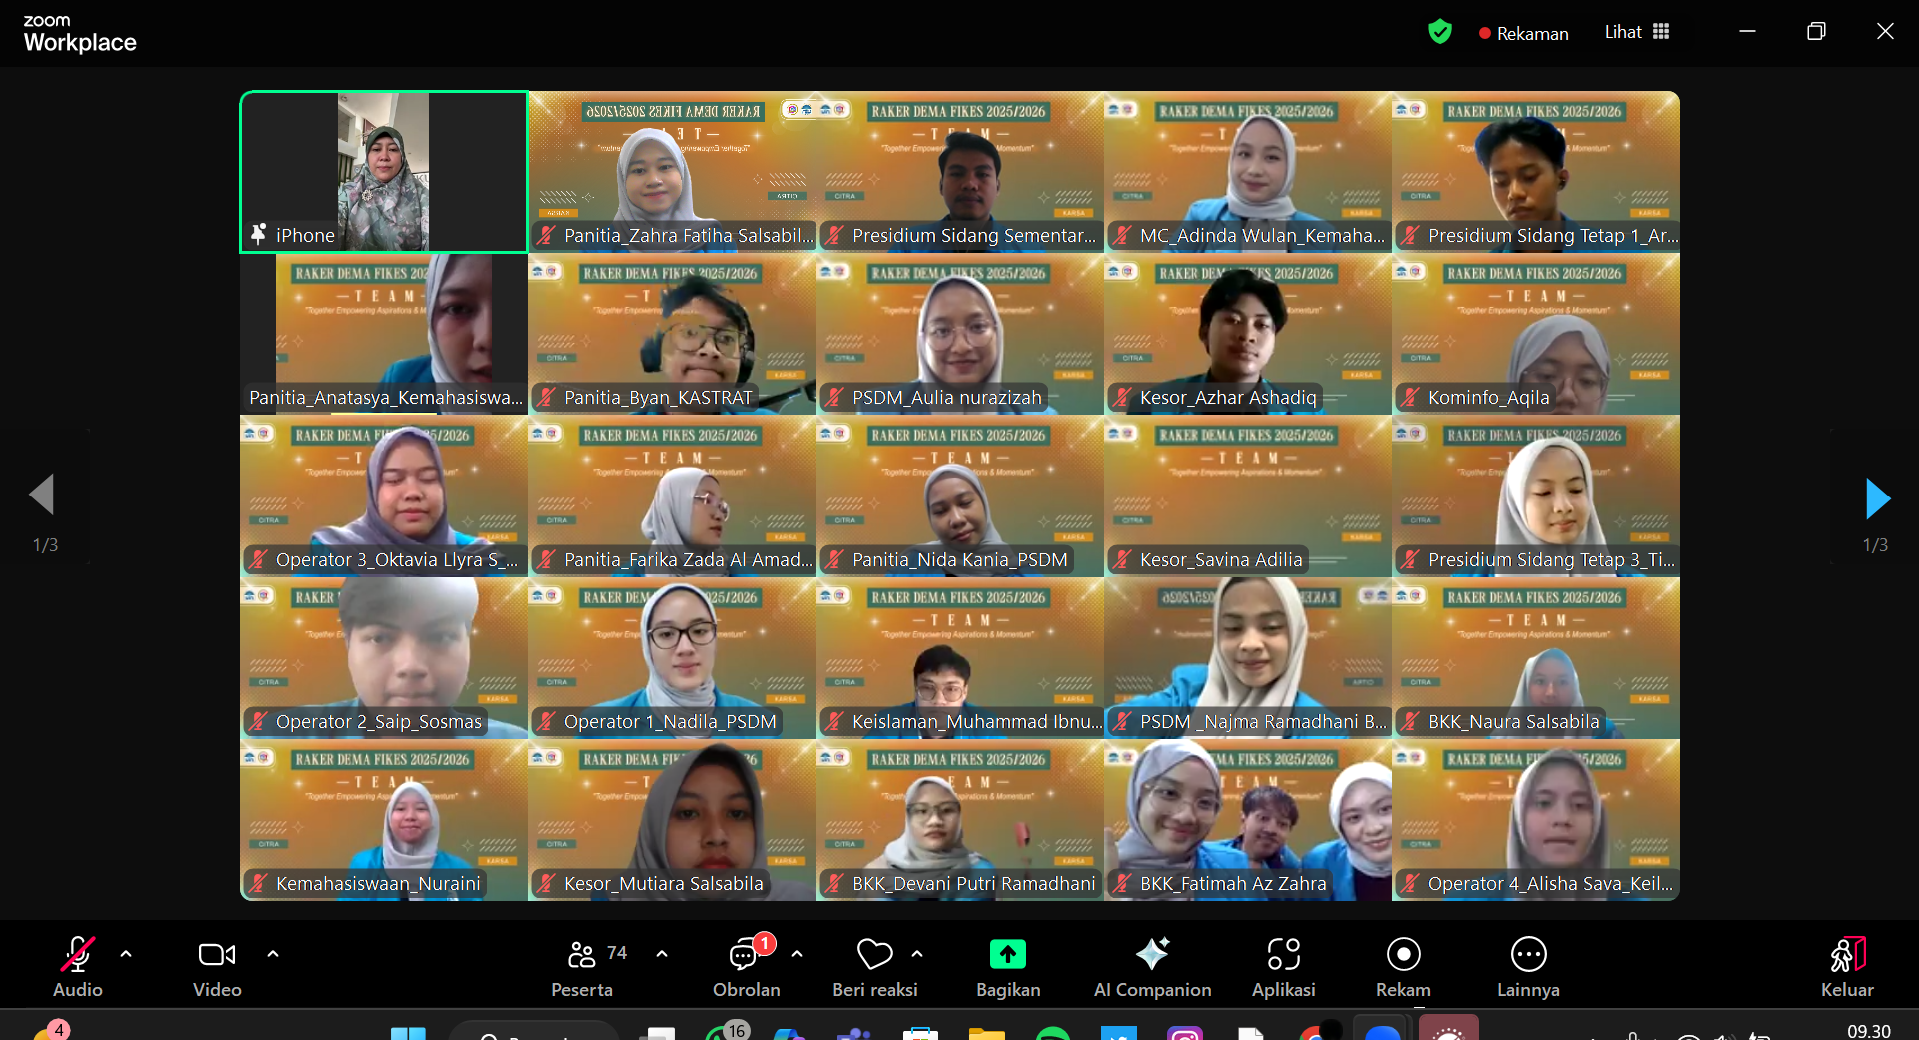 zoom
Workplace
Rekaman
Lihat
RAKER DEMA FIKES 2025/2026
TEAM
"Together Empowering Aspirations & Momentum"
CITRA
KARSA
iPhone
Panitia_Zahra Fatiha Salsabil...
Presidium Sidang Sementar...
MC_Adinda Wulan_Kemaha...
Presidium Sidang Tetap 1_Ar...
Panitia_Anatasya_Kemahasiswa...
Panitia_Byan_KASTRAT
PSDM_Aulia nurazizah
Kesor_Azhar Ashadiq
Kominfo_Aqila
Operator 3_Oktavia Llyra S_...
Panitia_Farika Zada Al Amad...
Panitia_Nida Kania_PSDM
Kesor_Savina Adilia
Presidium Sidang Tetap 3_Ti...
1/3
1/3
Operator 2_Saip_Sosmas
Operator 1_Nadila_PSDM
Keislaman_Muhammad Ibnu...
PSDM _Najma Ramadhani B...
BKK_Naura Salsabila
Kemahasiswaan_Nuraini
Kesor_Mutiara Salsabila
BKK_Devani Putri Ramadhani
BKK_Fatimah Az Zahra
Operator 4_Alisha Sava_Keil...
Audio
Video
74
Peserta
1
Obrolan
Beri reaksi
Bagikan
AI Companion
Aplikasi
Rekam
Lainnya
Keluar
4
16
09.30